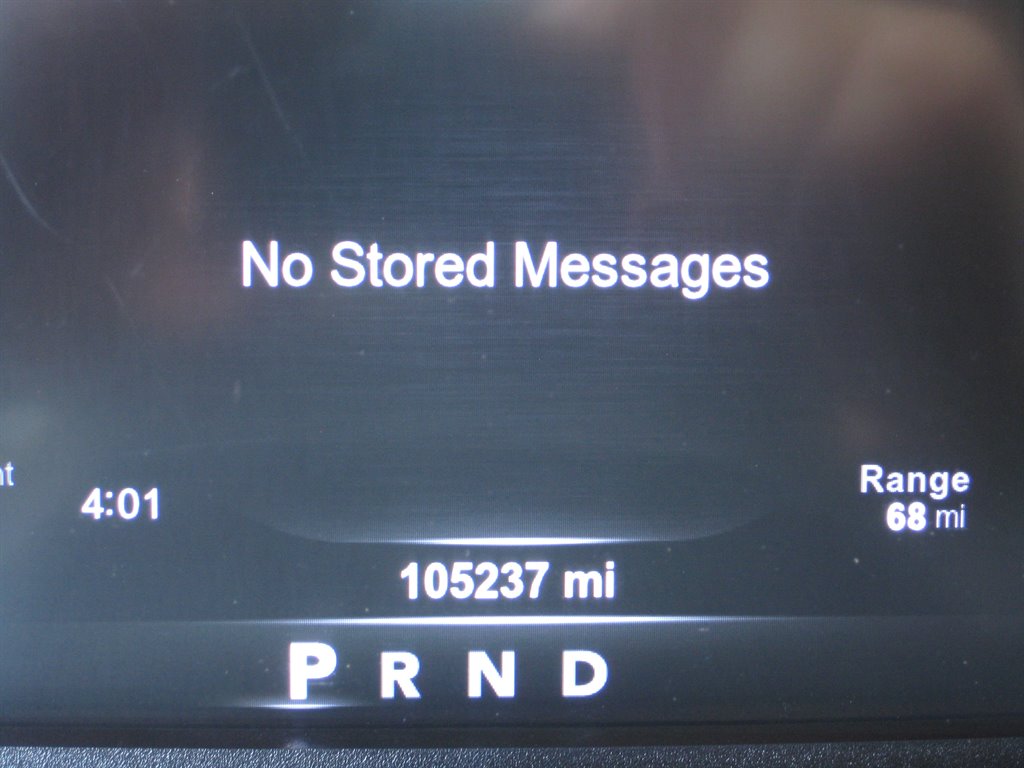 No Stored Messages
4:01
Range
68 mi
105237 mi
P R N D